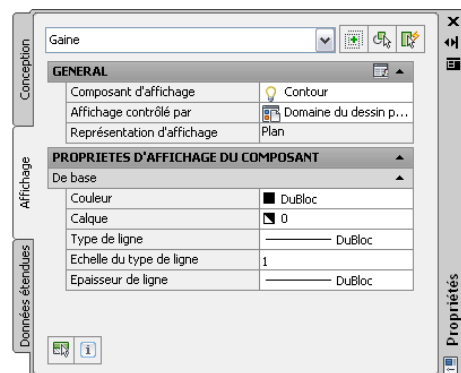 Gaine
GENERAL
Composant d'affichage Contour
Affichage contrôlé par Domaine du dessin p...
Représentation d'affichage Plan
PROPRIETES D'AFFICHAGE DU COMPOSANT
De base
Couleur DuBloc
Calque 0
Type de ligne DuBloc
Echelle du type de ligne 1
Epaisseur de ligne DuBloc
Conception
Affichage
Données étendues
Propriétés